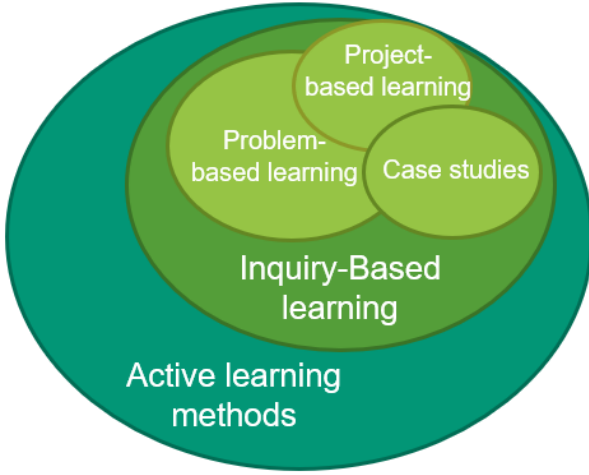 Project-
based learning
Problem-
based learning
Case studies
Inquiry-Based
learning
Active learning
methods